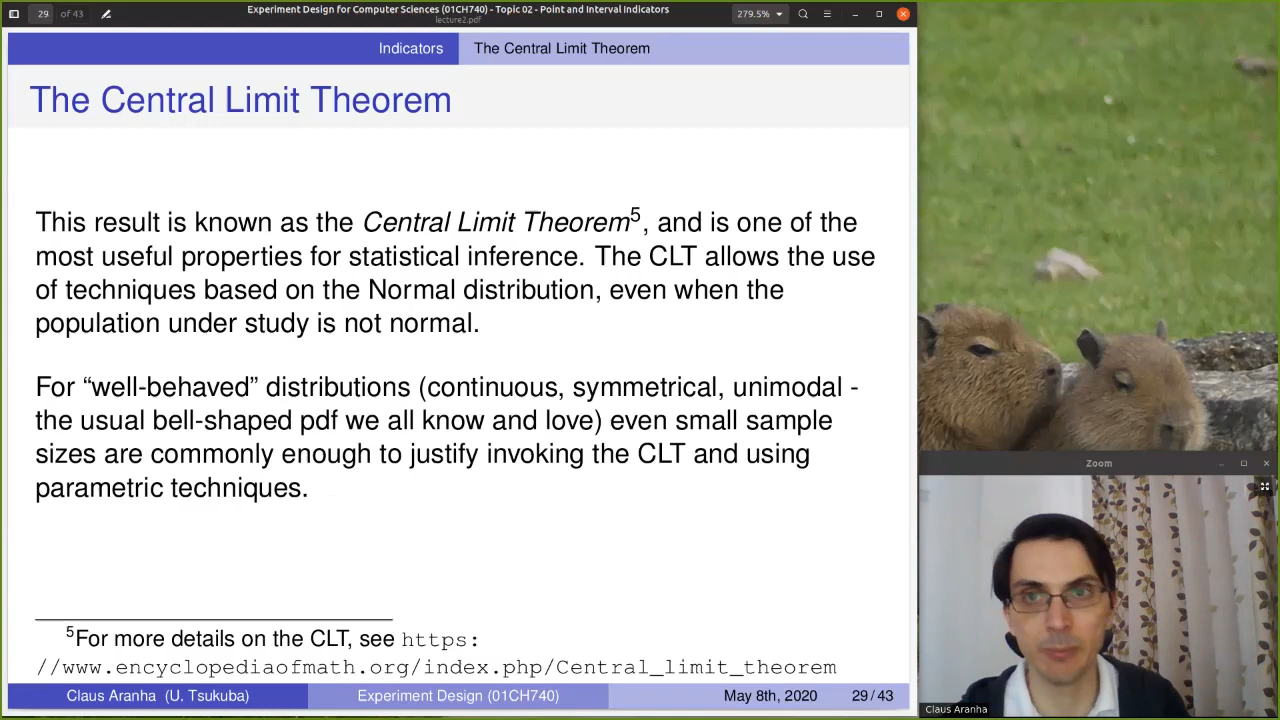 29 of 43
Experiment Design for Computer Sciences (01CH740) - Topic 02 - Point and Interval Indicators
lecture2.pdf
279.5%
Indicators
The Central Limit Theorem
The Central Limit Theorem
This result is known as the Central Limit Theorem5, and is one of the
most useful properties for statistical inference. The CLT allows the use
of techniques based on the Normal distribution, even when the
population under study is not normal.
For “well-behaved” distributions (continuous, symmetrical, unimodal -
the usual bell-shaped pdf we all know and love) even small sample
sizes are commonly enough to justify invoking the CLT and using
parametric techniques.
5For more details on the CLT, see https:
//www.encyclopediaofmath.org/index.php/Central_limit_theorem
Claus Aranha (U. Tsukuba)
Experiment Design (01CH740)
May 8th, 2020
29 / 43
Zoom
Claus Aranha